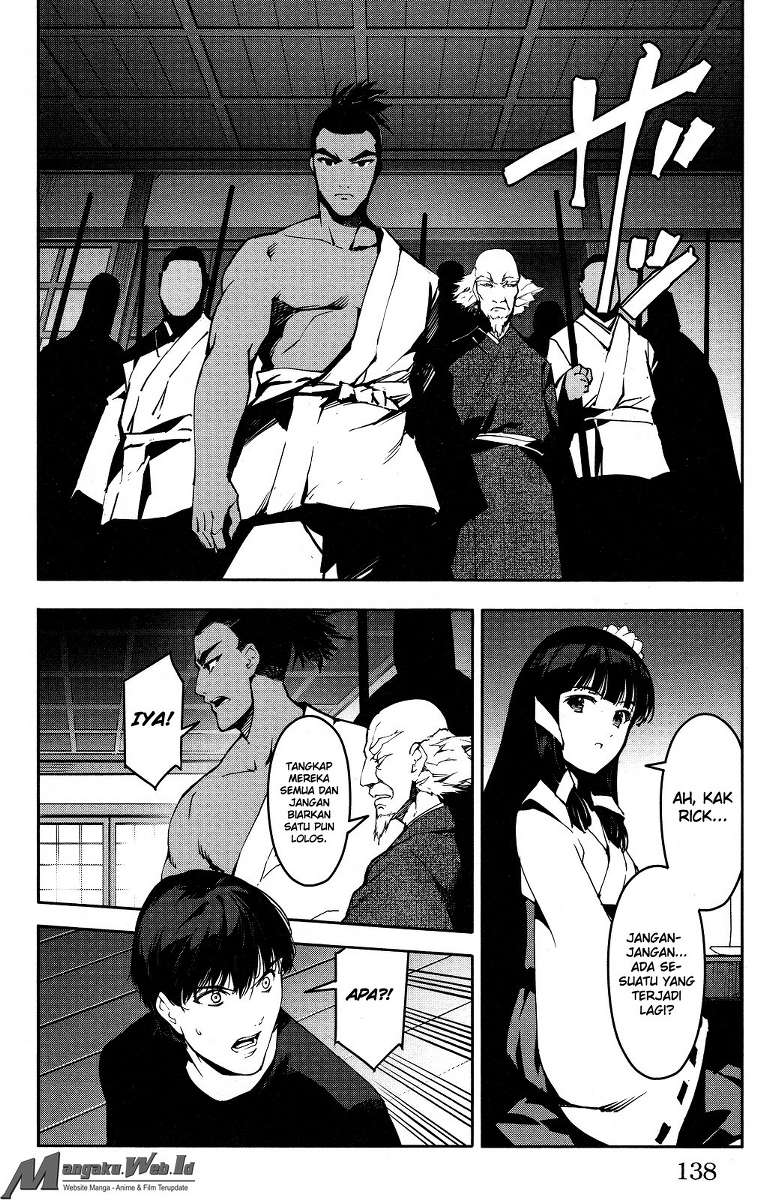 ザッ
AH, KAK
RICK...
JANGAN-
JANGAN...
ADA SE-
SUATU YANG
TERJADI
LAGI?
TANGKAP
MEREKA
SEMUA DAN
JANGAN
BIARKAN
SATU PUN
LOLOS.
IYA!
APA?!
138
Mangaku.Web.Id
Website Manga - Anime & Film Terupdate